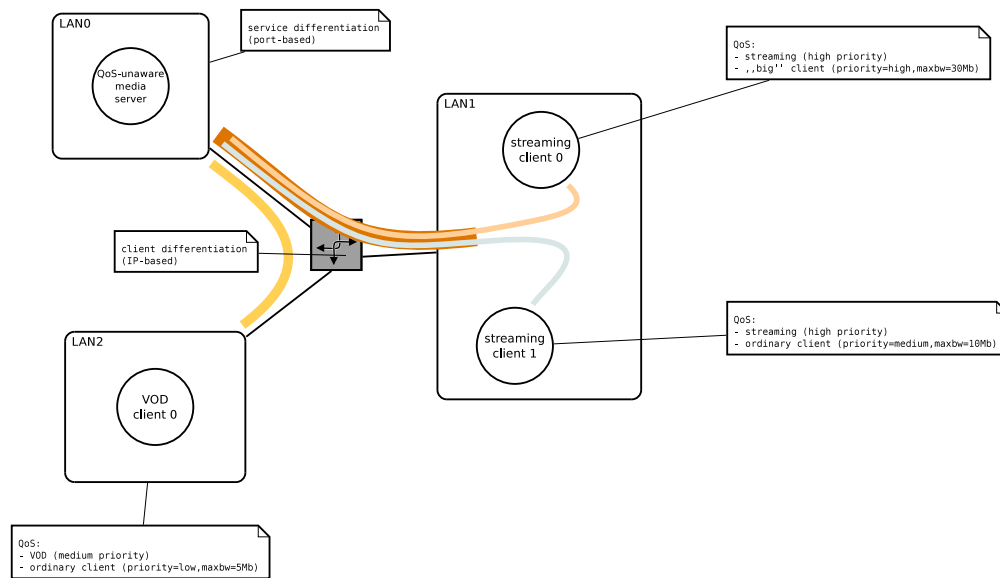 LAN0
QoS-unaware
media
server
service differentiation
(port-based)
QoS:
- streaming (high priority)
- ,,big'' client (priority=high,maxbw=30Mb)
LAN1
streaming
client 0
client differentiation
(IP-based)
streaming
client 1
QoS:
- streaming (high priority)
- ordinary client (priority=medium,maxbw=10Mb)
LAN2
VOD
client 0
QoS:
- VOD (medium priority)
- ordinary client (priority=low,maxbw=5Mb)